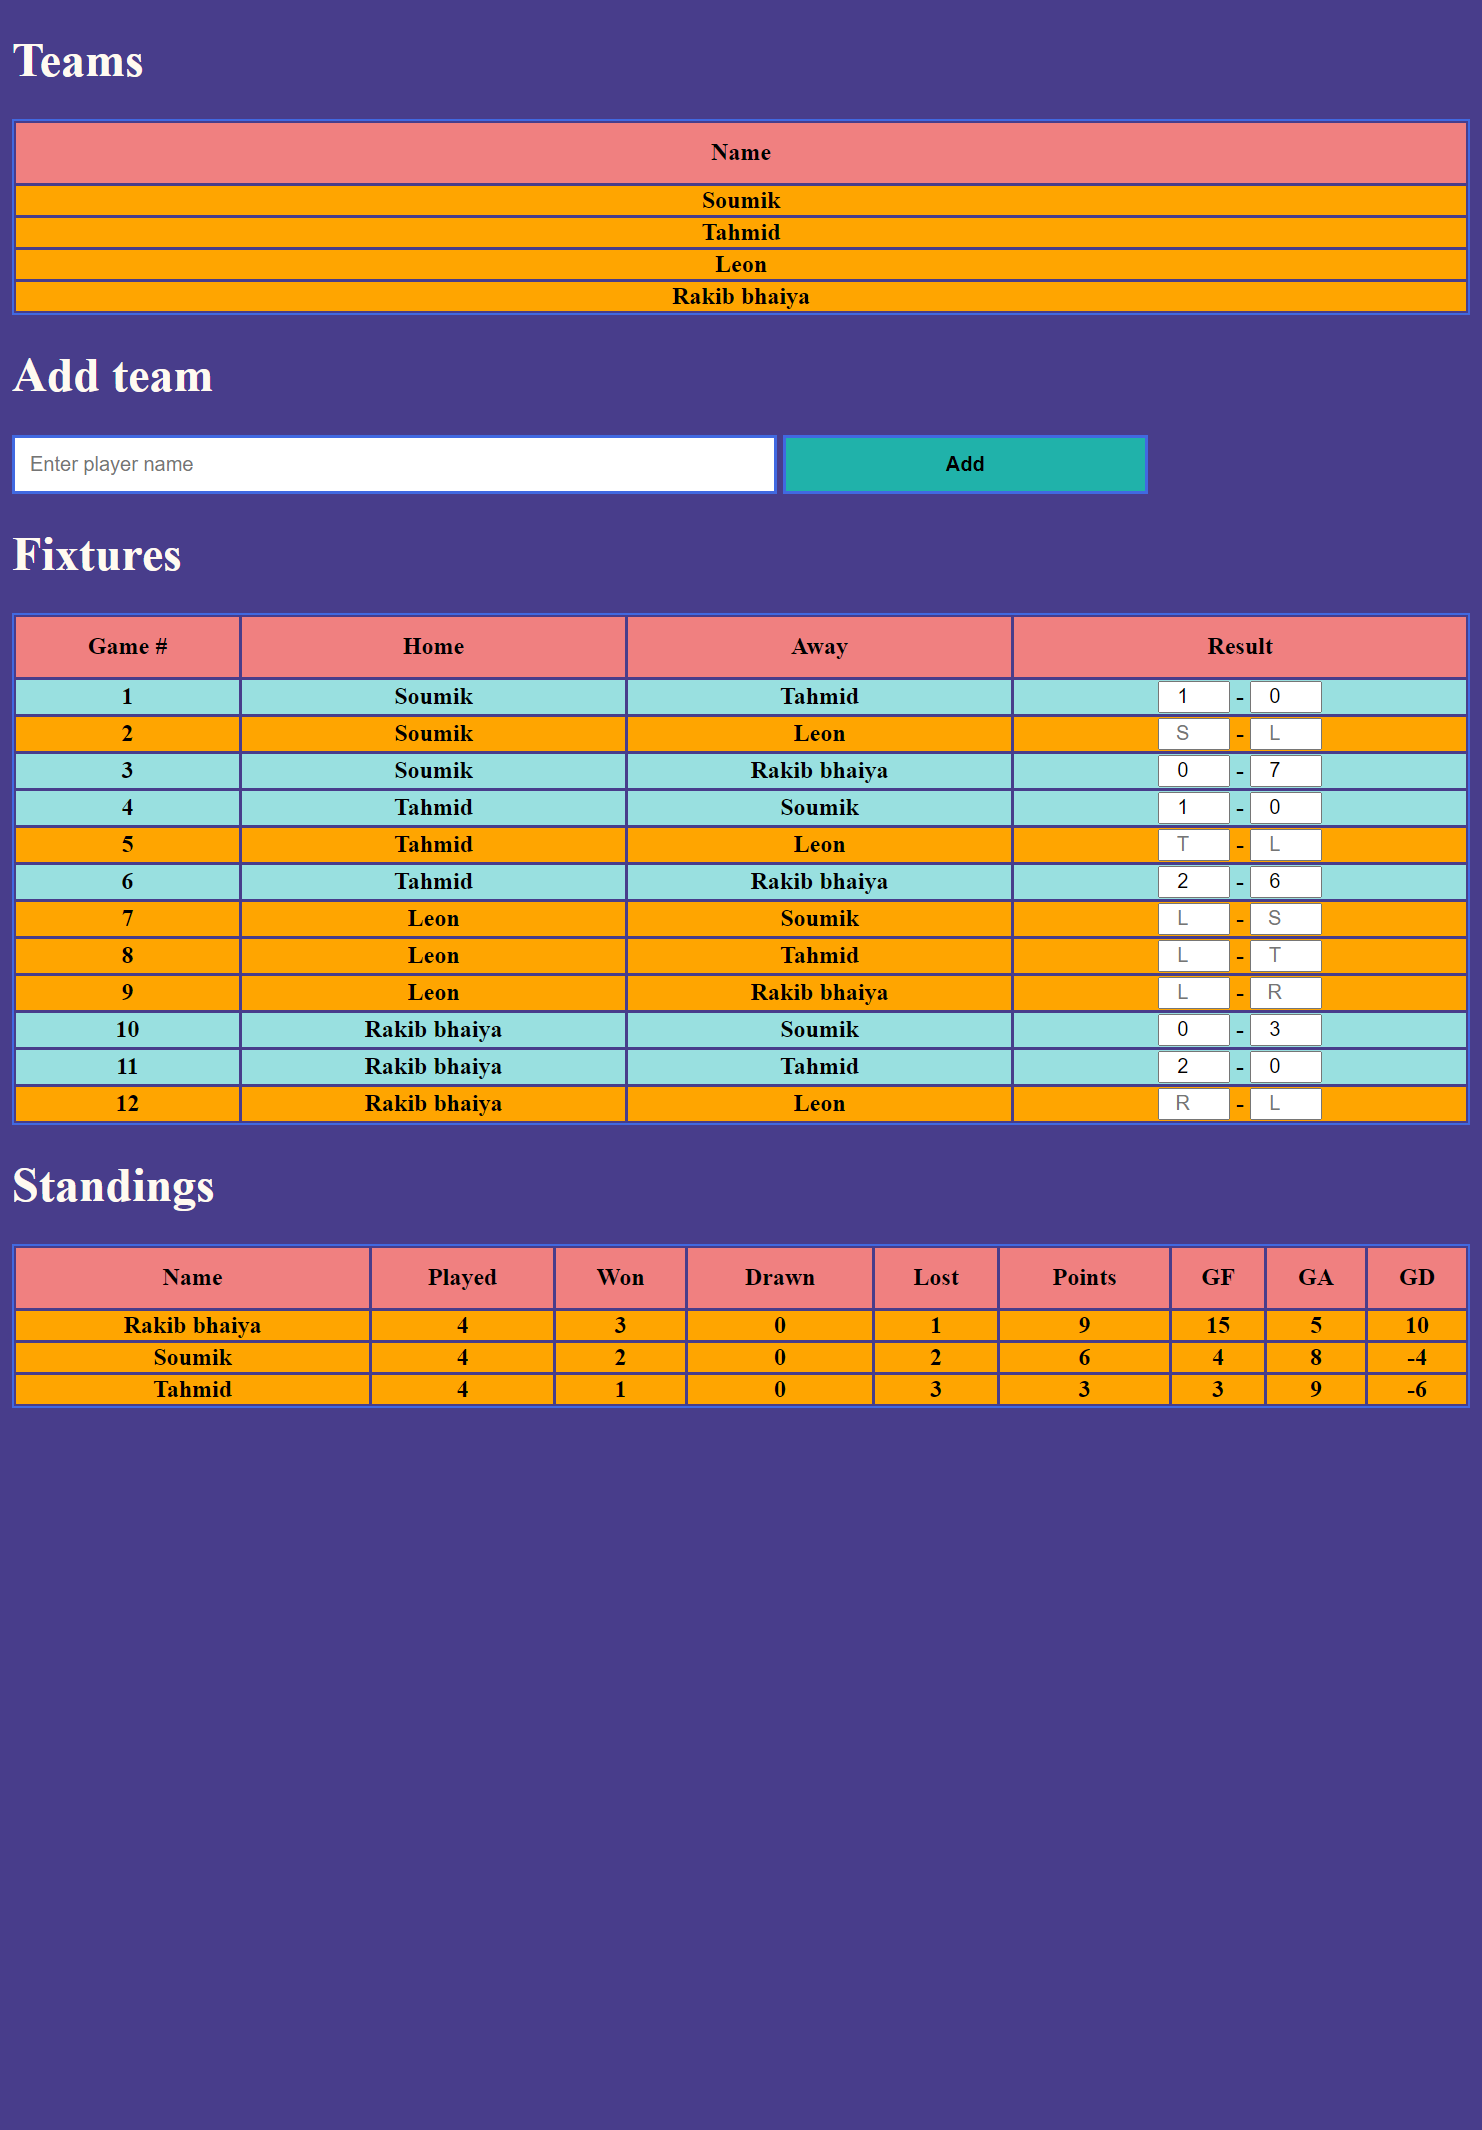 Teams
Name
Soumik
Tahmid
Leon
Rakib bhaiya
Add team
Enter player name Add
Fixtures
Game # Home Away Result
1 Soumik Tahmid 1 - 0
2 Soumik Leon S - L
3 Soumik Rakib bhaiya 0 - 7
4 Tahmid Soumik 1 - 0
5 Tahmid Leon T - L
6 Tahmid Rakib bhaiya 2 - 6
7 Leon Soumik L - S
8 Leon Tahmid L - T
9 Leon Rakib bhaiya L - R
10 Rakib bhaiya Soumik 0 - 3
11 Rakib bhaiya Tahmid 2 - 0
12 Rakib bhaiya Leon R - L
Standings
Name Played Won Drawn Lost Points GF GA GD
Rakib bhaiya 4 3 0 1 9 15 5 10
Soumik 4 2 0 2 6 4 8 -4
Tahmid 4 1 0 3 3 3 9 -6